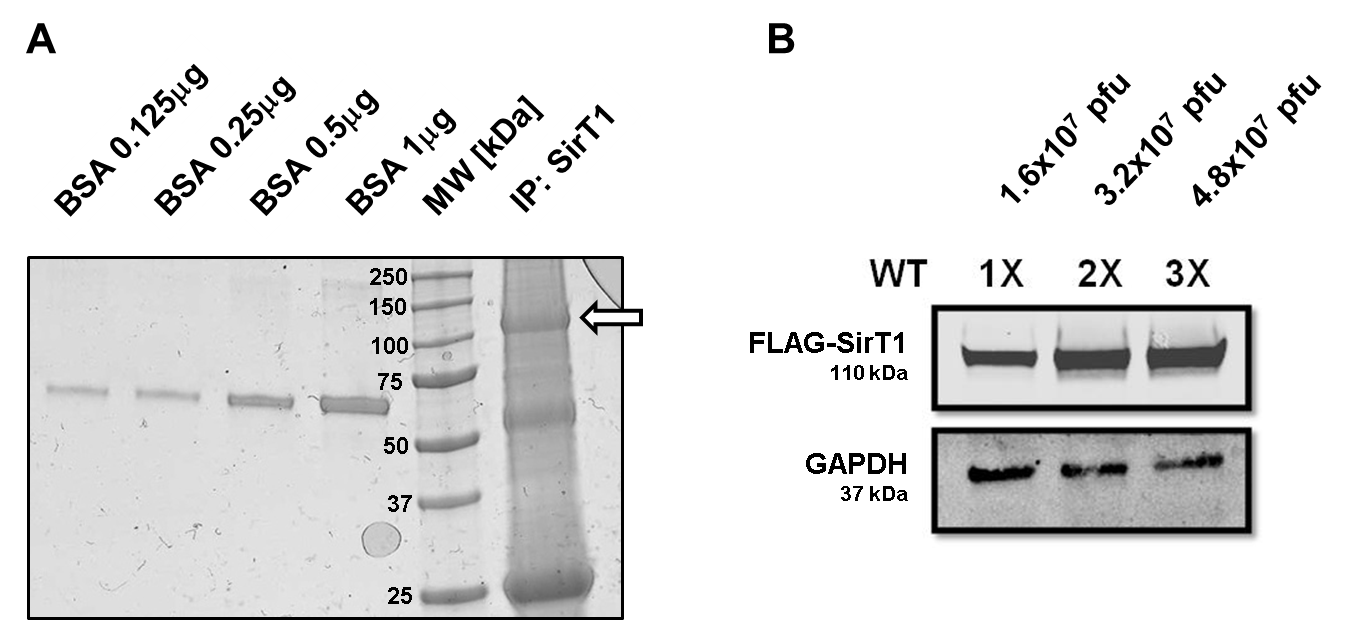 A
BSA 0.125μg
BSA 0.25μg
BSA 0.5μg
BSA 1μg
MW [kDa]
IP: SirT1
250
150
100
75
50
37
25
B
1.6x10⁷ pfu
3.2x10⁷ pfu
4.8x10⁷ pfu
WT 1X 2X 3X
FLAG-SirT1
110 kDa
GAPDH
37 kDa